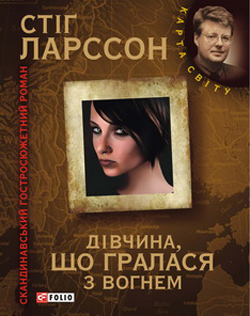 СТІГ
ЛАРССОН
КАРТА СВІТУ
СКАНДИНАВСЬКИЙ ГОСТРОСЮЖЕТНИЙ РОМАН
ДІВЧИНА,
ЩО ГРАЛАСЯ
З ВОГНЕМ
FOLIO